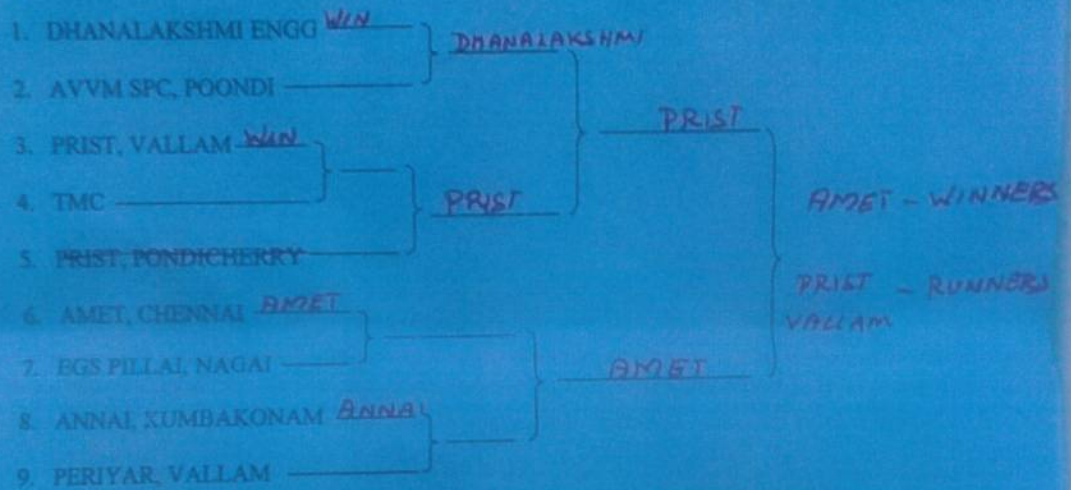 1. DHANALAKSHMI ENGG WIN
DHANALAKSHMI
2. AVVM SPC, POONDI
PRIST
3. PRIST, VALLAM WIN
4. TMC
PRIST
AMET - WINNERS
5. PRIST, PONDICHERRY
PRIST - RUNNERS
VALLAM
6. AMET, CHENNAI AMET
7. EGS PILLAI, NAGAI
AMET
8. ANNAI, KUMBAKONAM ANNAI
9. PERIYAR, VALLAM